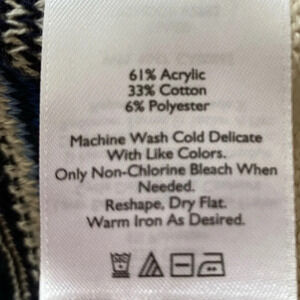 61% Acrylic
33% Cotton
6% Polyester
Machine Wash Cold Delicate
With Like Colors.
Only Non-Chlorine Bleach When
Needed.
Reshape, Dry Flat.
Warm Iron As Desired.